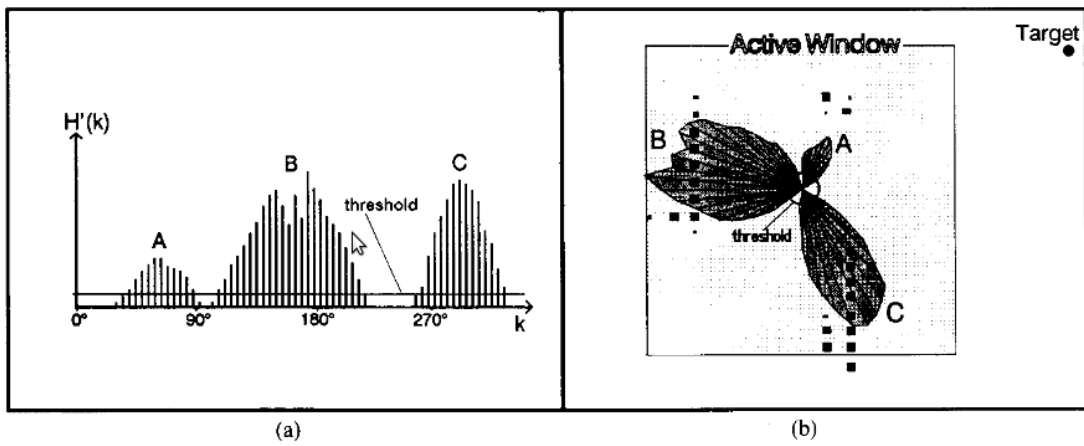 H'(k)
A
B
C
threshold
0°
90°
180°
270°
k
(a)
Active Window
Target
B
A
threshold
C
(b)